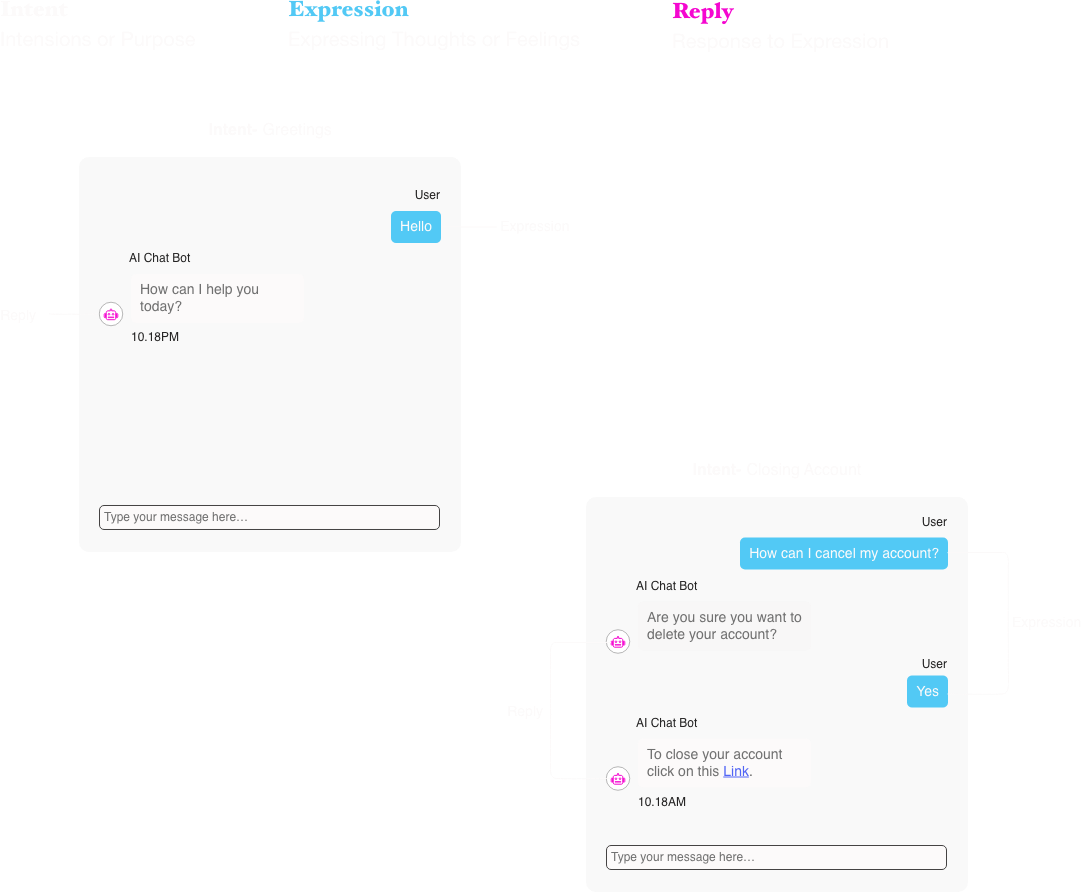 Intent
Intensions or Purpose
Expression
Expressing Thoughts or Feelings
Reply
Response to Expression
Intent- Greetings
User
Hello
Expression
AI Chat Bot
How can I help you
today?
Reply
10.18PM
Type your message here...
Intent- Closing Account
User
How can I cancel my account?
AI Chat Bot
Are you sure you want to
delete your account?
Expression
User
Yes
Reply
AI Chat Bot
To close your account
click on this Link.
10.18AM
Type your message here...